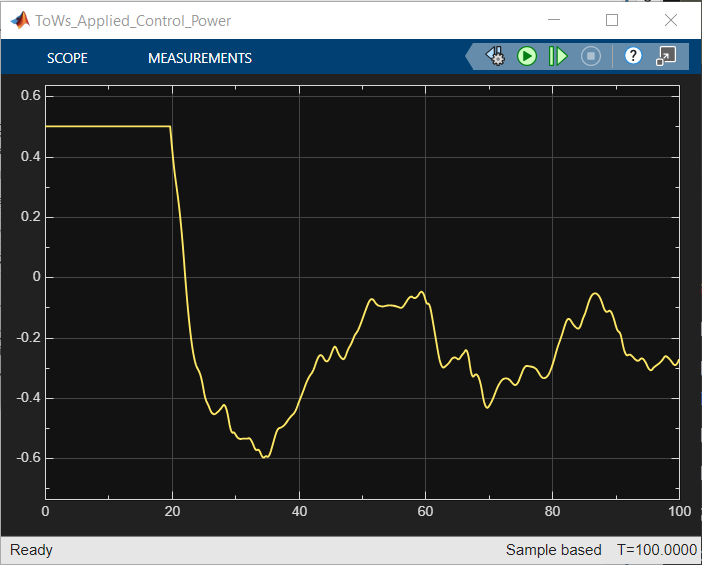 ToWs_Applied_Control_Power
SCOPE MEASUREMENTS ?
0.6
0.4
0.2
0
-0.2
-0.4
-0.6
0 20 40 60 80 100
Ready Sample based T=100.0000